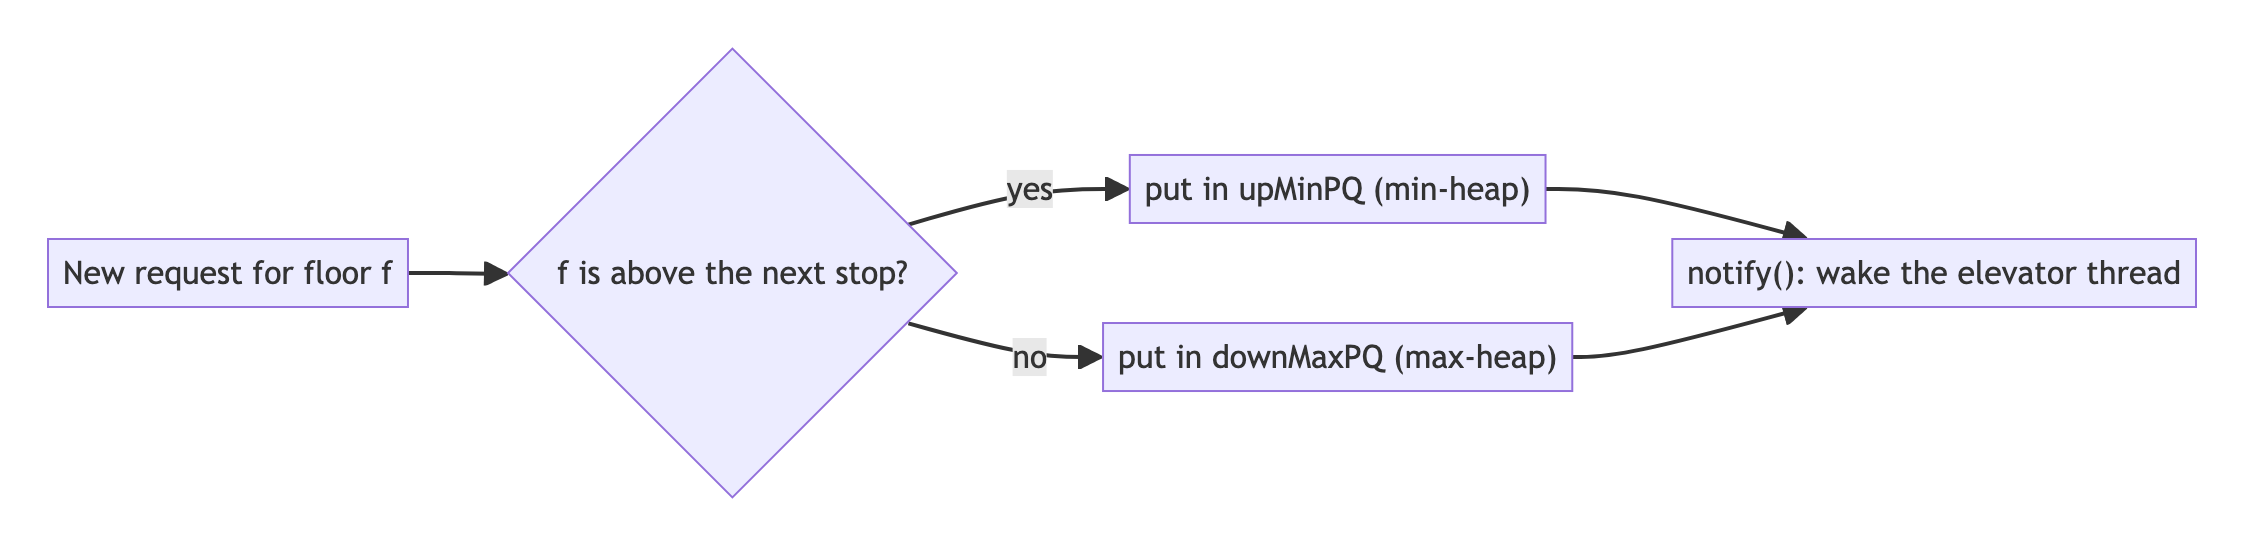 New request for floor f
f is above the next stop?
yes
put in upMinPQ (min-heap)
no
put in downMaxPQ (max-heap)
notify(): wake the elevator thread